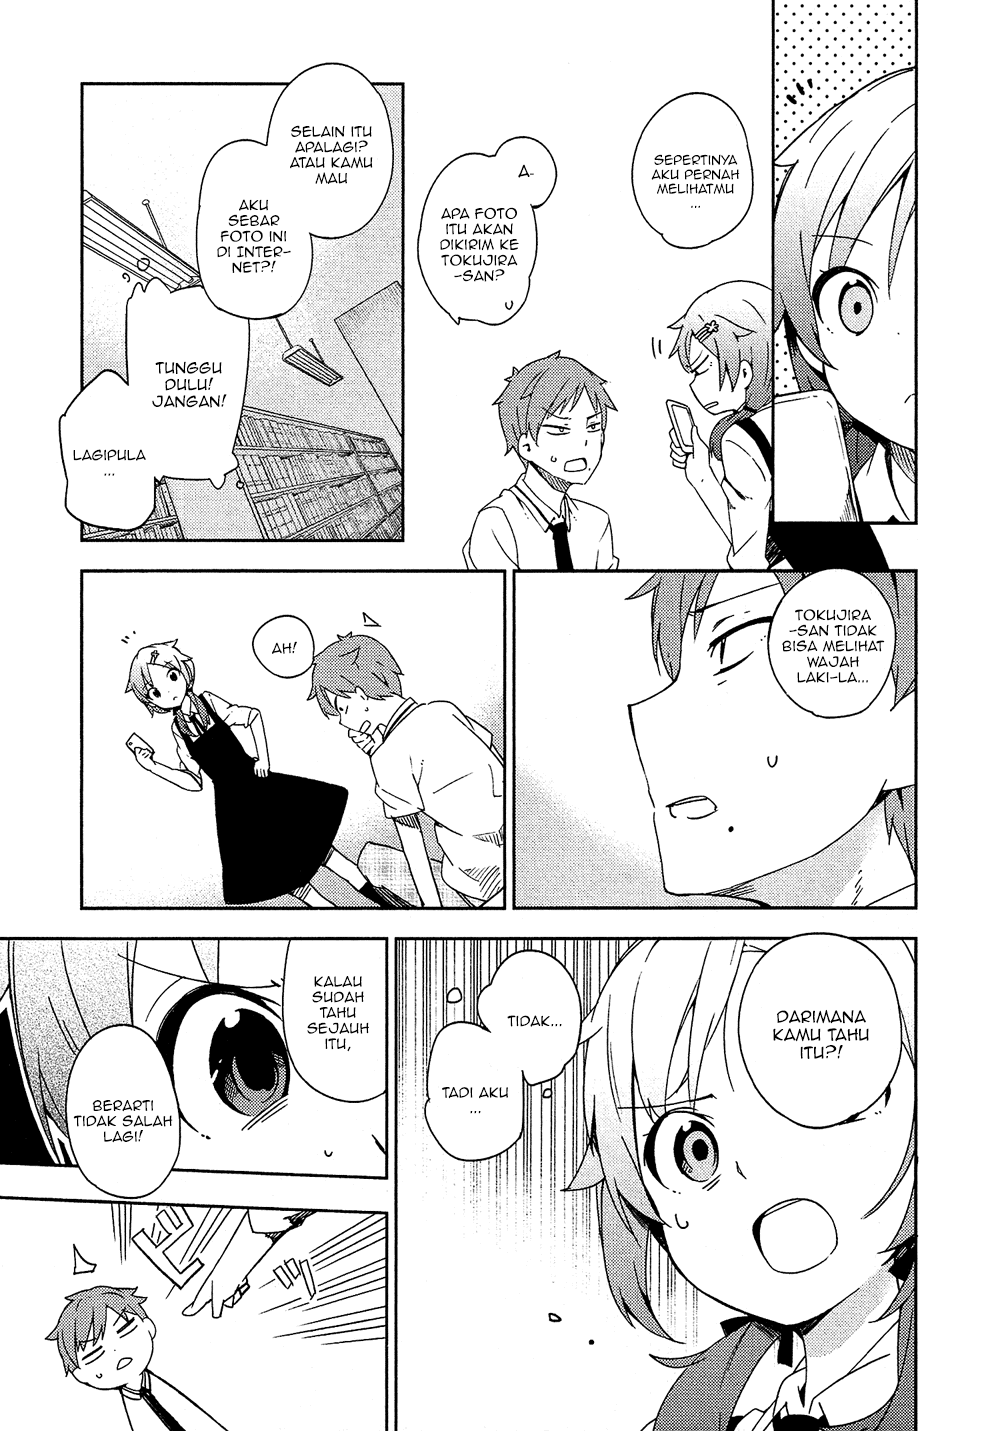 SEPERTINYA
AKU PERNAH
MELIHATMU
...
A-
APA FOTO
ITU AKAN
DIKIRIM KE
TOKUJIRA
-SAN?
SELAIN ITU
APALAGI?
ATAU KAMU
MAU
AKU
SEBAR
FOTO INI
DI INTER-
NET?!
TUNGGU
DULU!
JANGAN!
LAGIPULA
...
TOKUJIRA
-SAN TIDAK
BISA MELIHAT
WAJAH
LAKI-LA...
AH!
DARIMANA
KAMU TAHU
ITU?!
TIDAK...
TADI AKU
...
KALAU
SUDAH
TAHU
SEJAUH
ITU,
BERARTI
TIDAK SALAH
LAGI!
ビシ